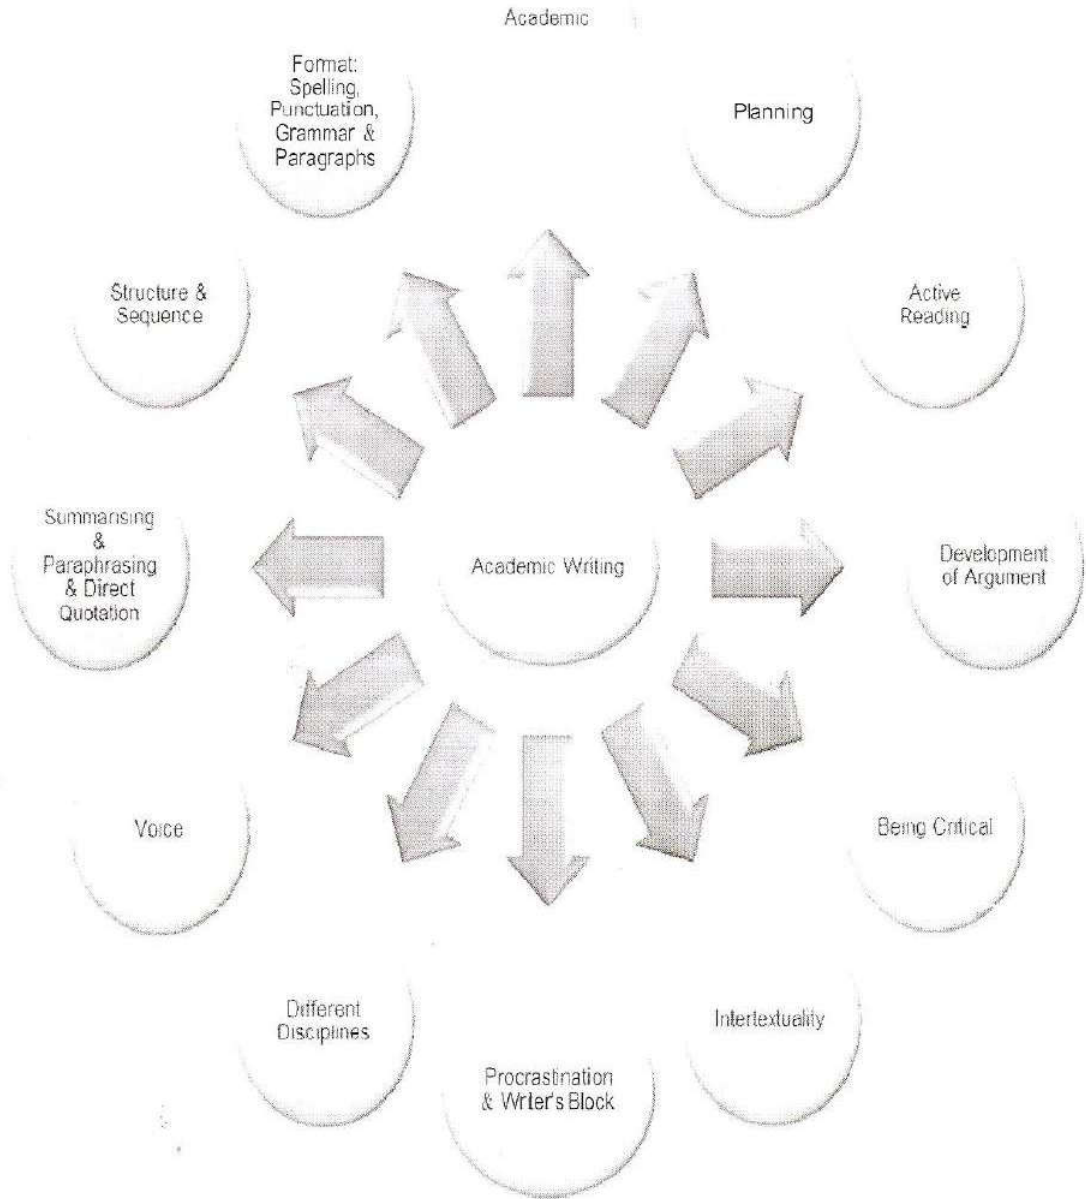 Academic
Format:
Spelling,
Punctuation,
Grammar &
Paragraphs
Planning
Structure &
Sequence
Active
Reading
Summarising
&
Paraphrasing
& Direct
Quotation
Academic Writing
Development
of Argument
Voice
Being Critical
Different
Disciplines
Procrastination
& Writer's Block
Intertextuality